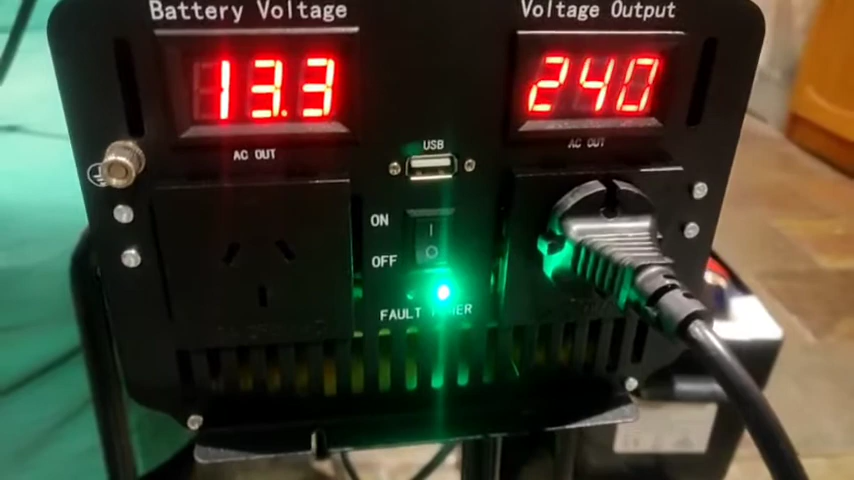 Battery Voltage
Voltage Output
13.3
240
AC OUT
USB
AC OUT
ON
OFF
FAULT